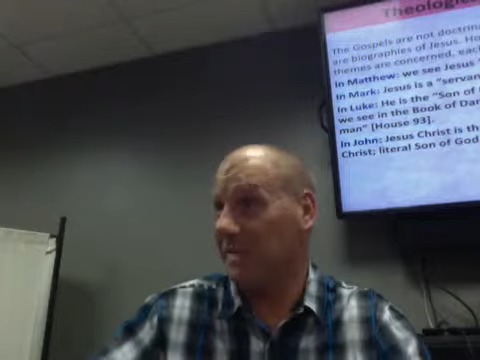 Theological
The Gospels are not doctrin
are biographies of Jesus. Ho
themes are concerned, each
In Matthew: we see Jesus "
In Mark: Jesus is a "servan
In Luke: He is the "Son of
we see in the Book of Dan
man" [House 93].
In John: Jesus Christ is th
Christ; literal Son of God